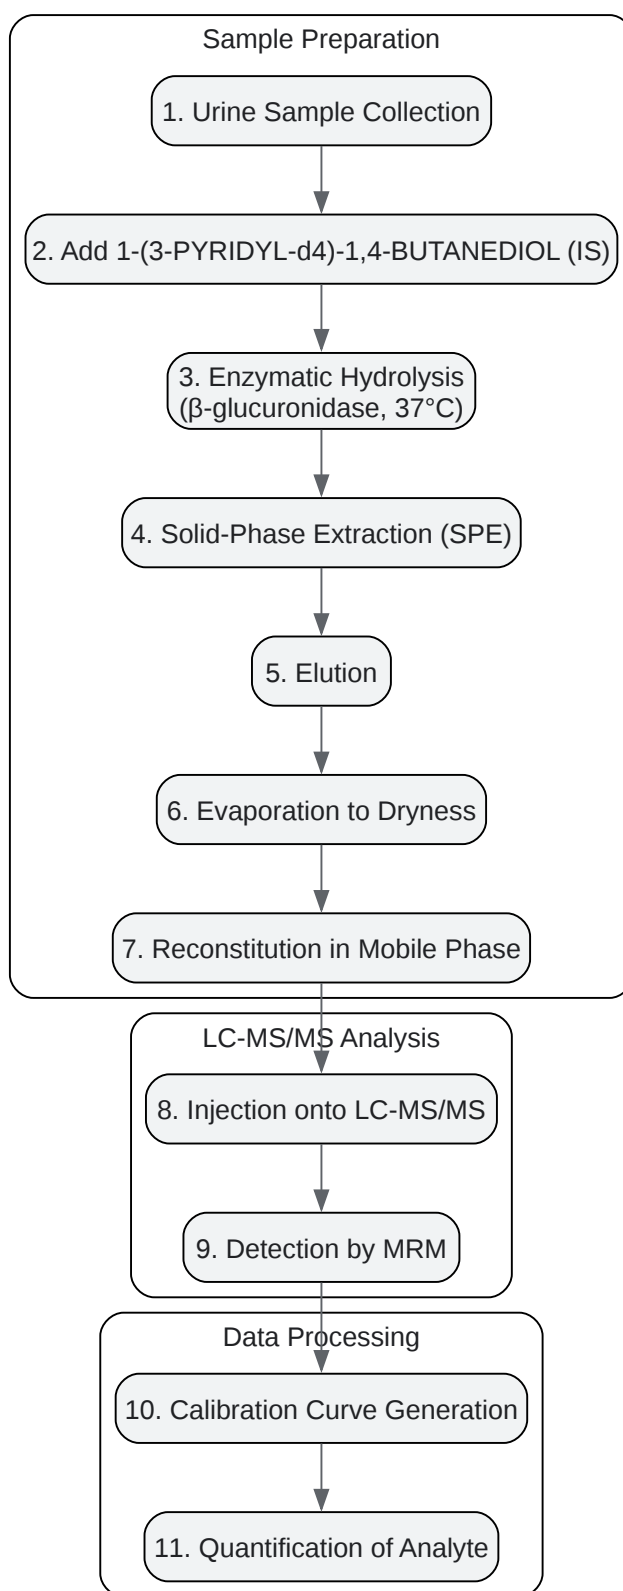 Sample Preparation
1. Urine Sample Collection
2. Add 1-(3-PYRIDYL-d4)-1,4-BUTANEDIOL (IS)
3. Enzymatic Hydrolysis
(β-glucuronidase, 37°C)
4. Solid-Phase Extraction (SPE)
5. Elution
6. Evaporation to Dryness
7. Reconstitution in Mobile Phase
LC-MS/MS Analysis
8. Injection onto LC-MS/MS
9. Detection by MRM
Data Processing
10. Calibration Curve Generation
11. Quantification of Analyte